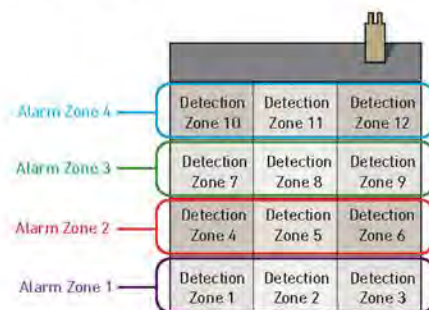 Alarm Zone 4
Detection Zone 10
Detection Zone 11
Detection Zone 12
Alarm Zone 3
Detection Zone 7
Detection Zone 8
Detection Zone 9
Alarm Zone 2
Detection Zone 4
Detection Zone 5
Detection Zone 6
Alarm Zone 1
Detection Zone 1
Detection Zone 2
Detection Zone 3